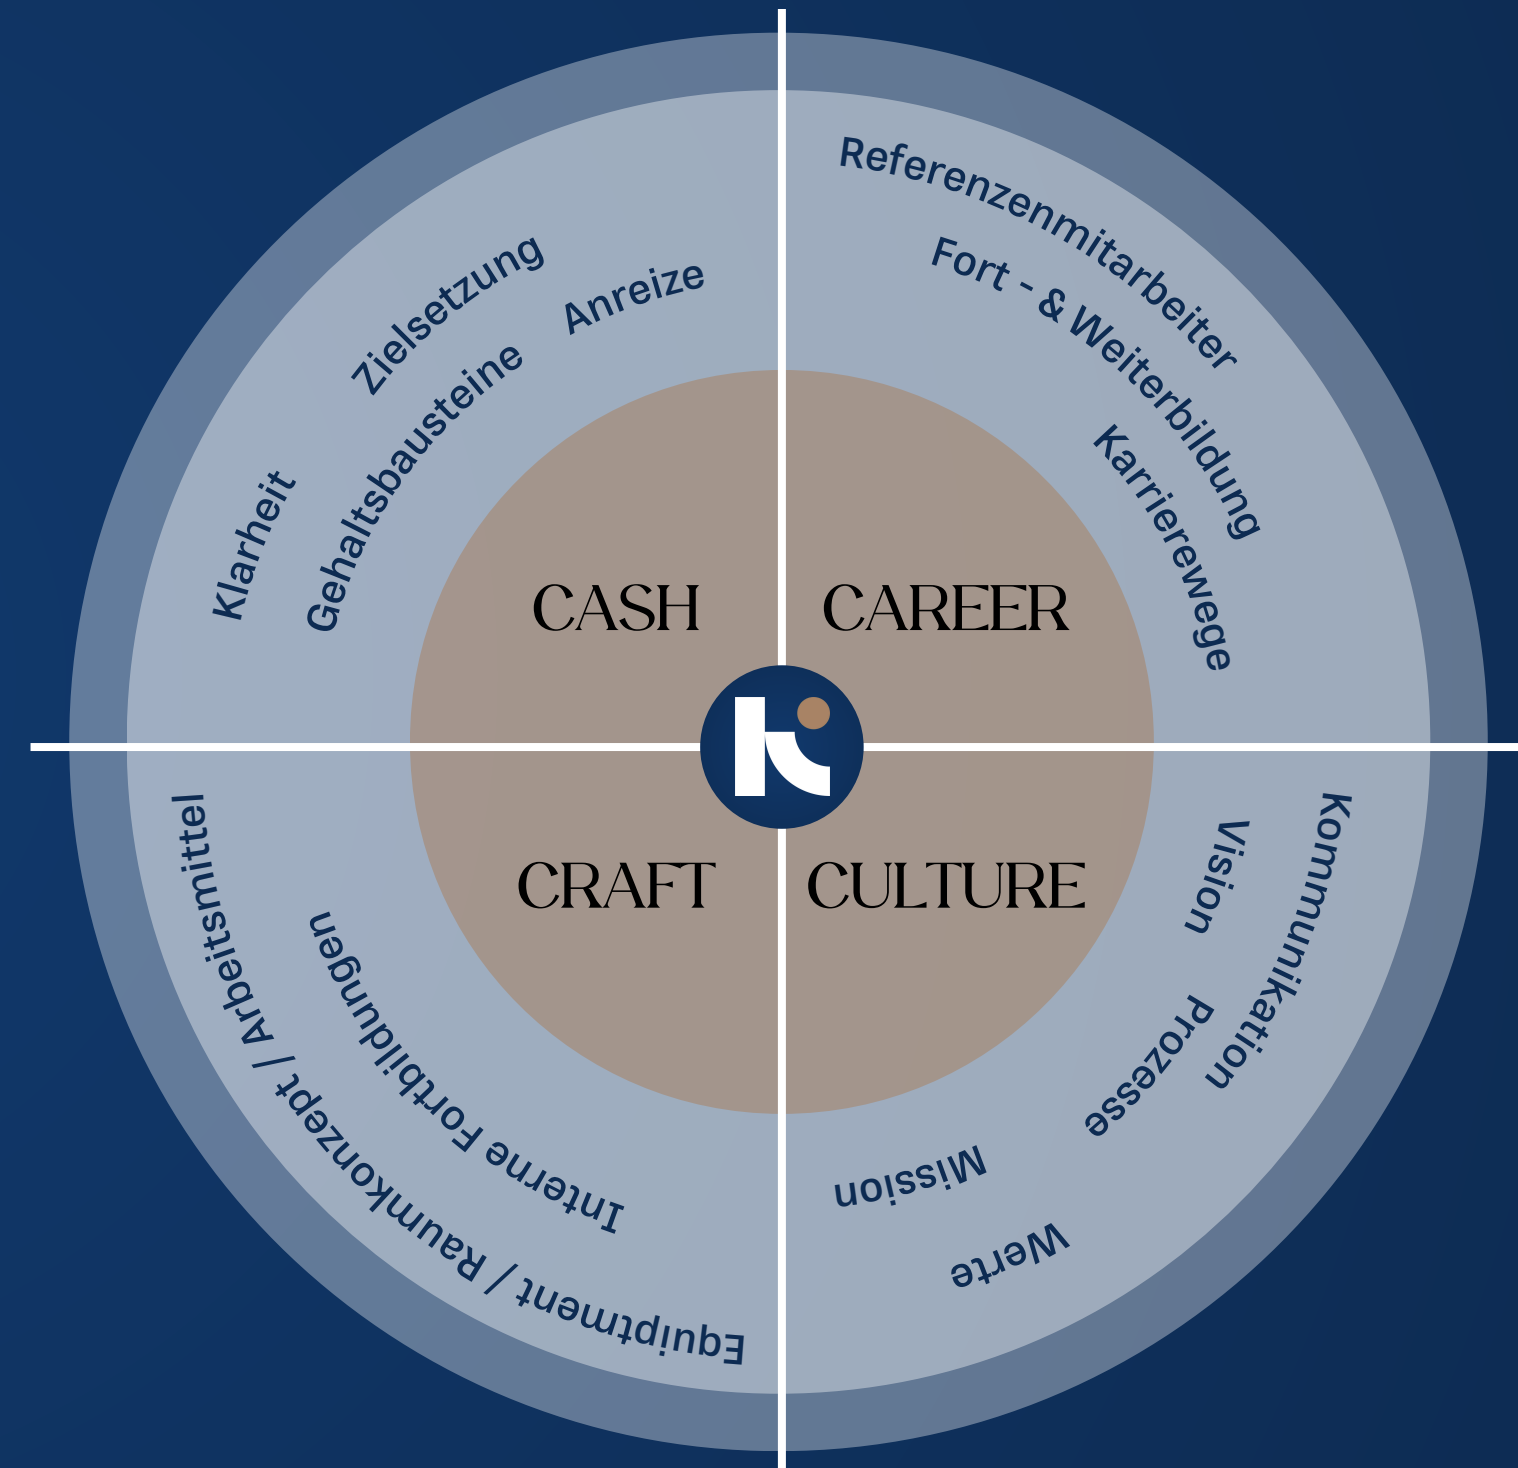 Zielsetzung
Anreize
Klarheit
Gehaltsbausteine
CASH
Referenzenmitarbeiter
Fort - & Weiterbildung
Karrierewege
CAREER
k
CRAFT
Interne Fortbildungen
Equiptment / Raumkonzept / Arbeitsmittel
CULTURE
Kommunikation
Vision
Prozesse
Mission
Werte